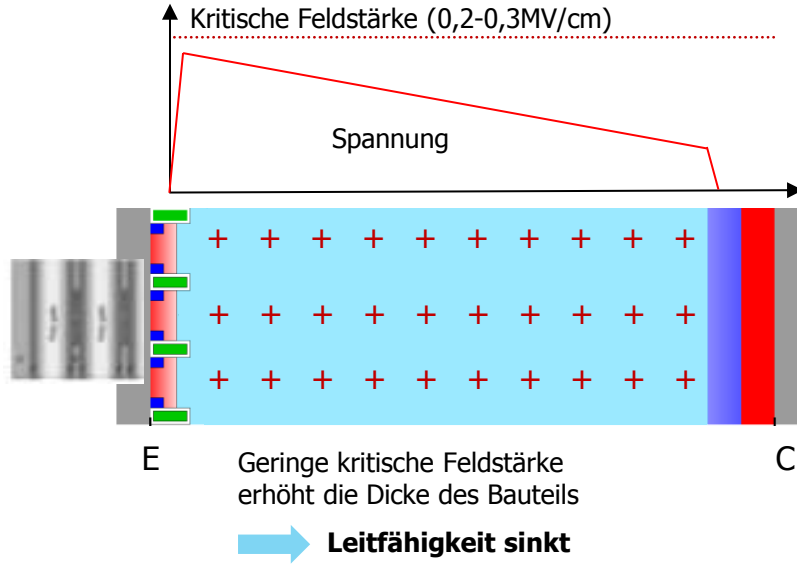 Kritische Feldstärke (0,2-0,3MV/cm)
Spannung
E
C
Geringe kritische Feldstärke
erhöht die Dicke des Bauteils
Leitfähigkeit sinkt